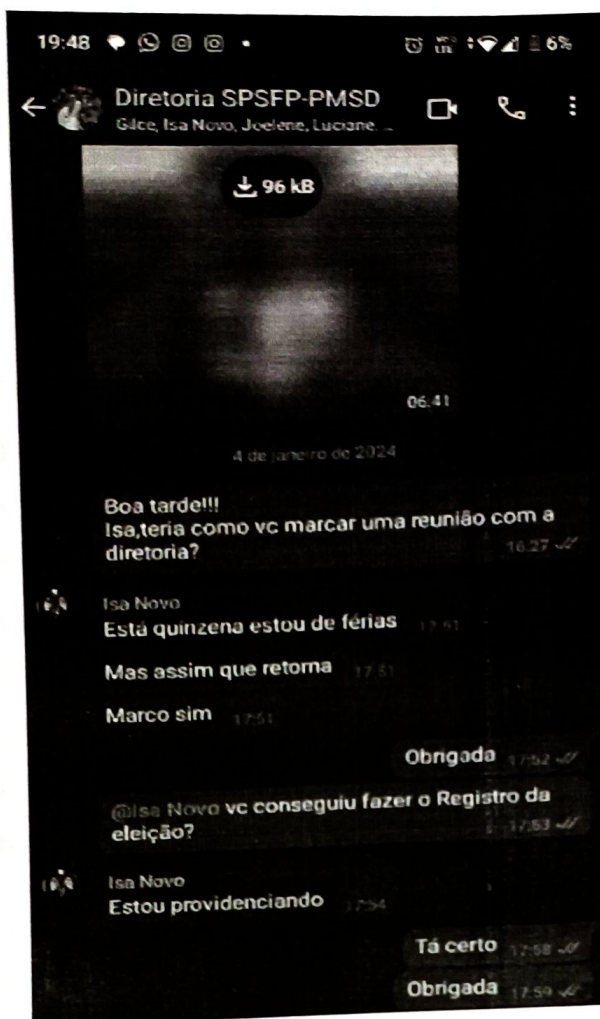 19:48
6%
Diretoria SPSFP-PMSD
Gilce, Isa Novo, Joelene, Luciane, ...
96 kB
06:41
4 de janeiro de 2024
Boa tarde!!!
Isa,teria como vc marcar uma reunião com a
diretoria?
16:27
Isa Novo
Está quinzena estou de férias 17:51
Mas assim que retorna 17:51
Marco sim 17:51
Obrigada 17:52
@Isa Novo vc conseguiu fazer o Registro da
eleição?
17:53
Isa Novo
Estou providenciando 17:54
Tá certo 17:58
Obrigada 17:59